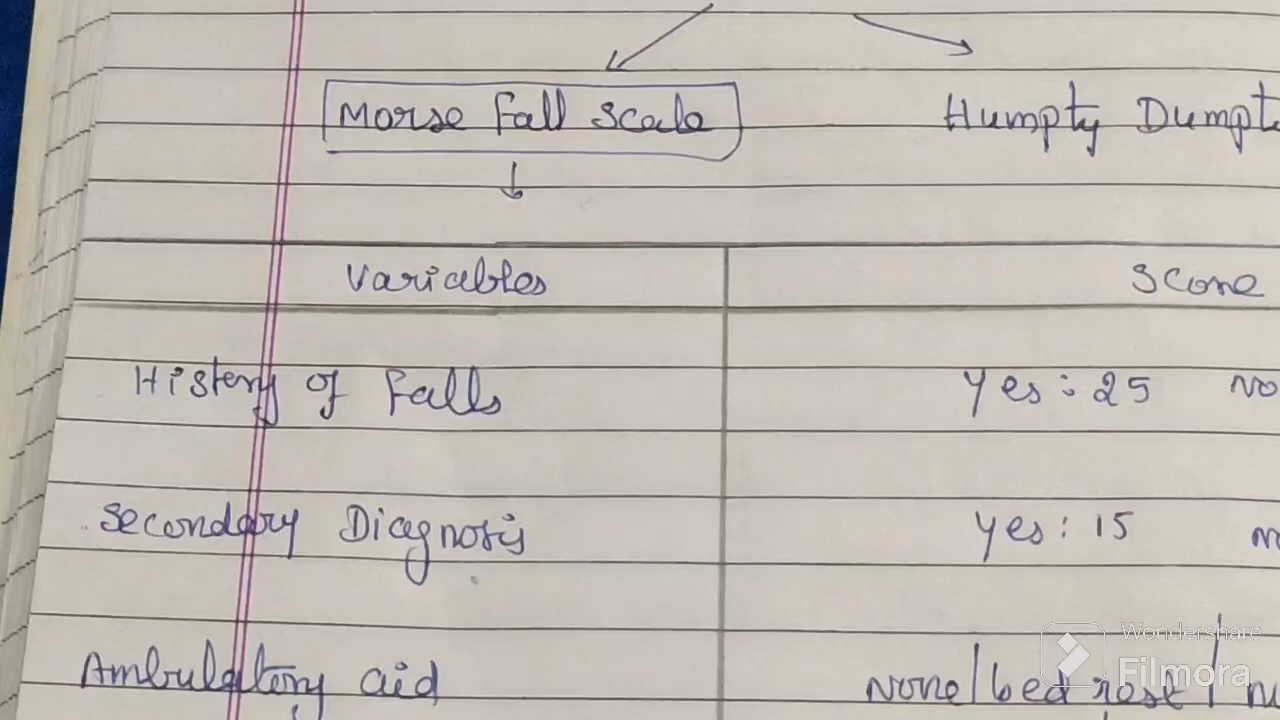 Morse Fall Scale
Humpty Dumpt
Variables Score
History of Falls Yes: 25 No
Secondary Diagnosis Yes: 15
Ambulatory aid None/bed rest/
Wondershare
Filmora